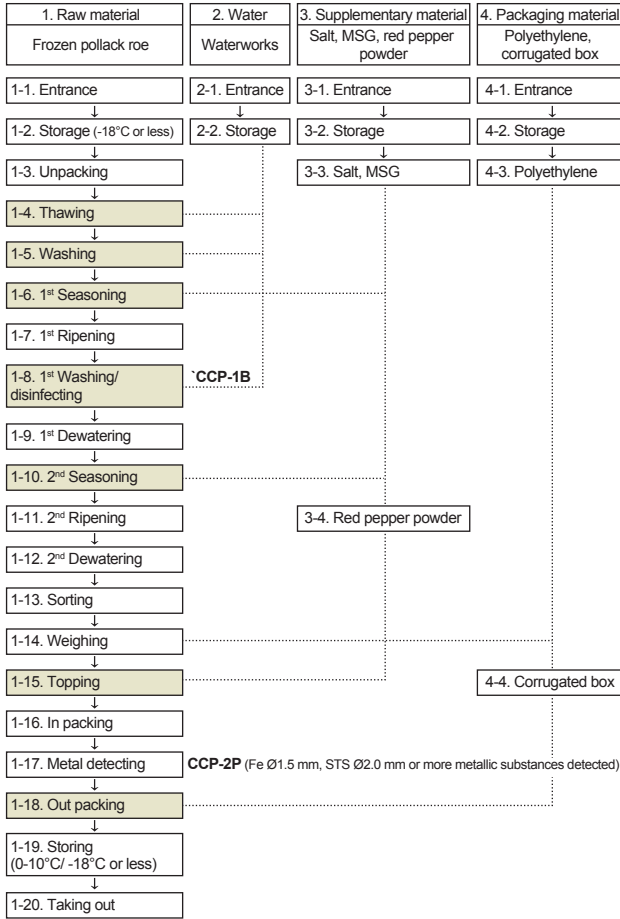 1. Raw material
2. Water
3. Supplementary material
4. Packaging material
Frozen pollack roe
Waterworks
Salt, MSG, red pepper
powder
Polyethylene,
corrugated box
1-1. Entrance
2-1. Entrance
3-1. Entrance
4-1. Entrance
1-2. Storage (-18°C or less)
2-2. Storage
3-2. Storage
4-2. Storage
1-3. Unpacking
3-3. Salt, MSG
4-3. Polyethylene
1-4. Thawing
1-5. Washing
1-6. 1st Seasoning
1-7. 1st Ripening
1-8. 1st Washing/
disinfecting
`CCP-1B
1-9. 1st Dewatering
1-10. 2nd Seasoning
1-11. 2nd Ripening
3-4. Red pepper powder
1-12. 2nd Dewatering
1-13. Sorting
1-14. Weighing
1-15. Topping
4-4. Corrugated box
1-16. In packing
1-17. Metal detecting
CCP-2P (Fe Ø1.5 mm, STS Ø2.0 mm or more metallic substances detected)
1-18. Out packing
1-19. Storing
(0-10°C/ -18°C or less)
1-20. Taking out